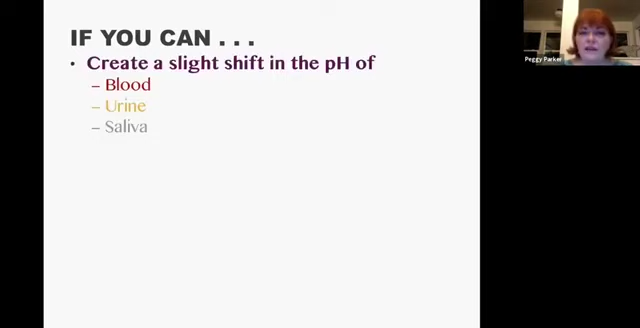 IF YOU CAN . . .
• Create a slight shift in the pH of
– Blood
– Urine
– Saliva
Peggy Parker